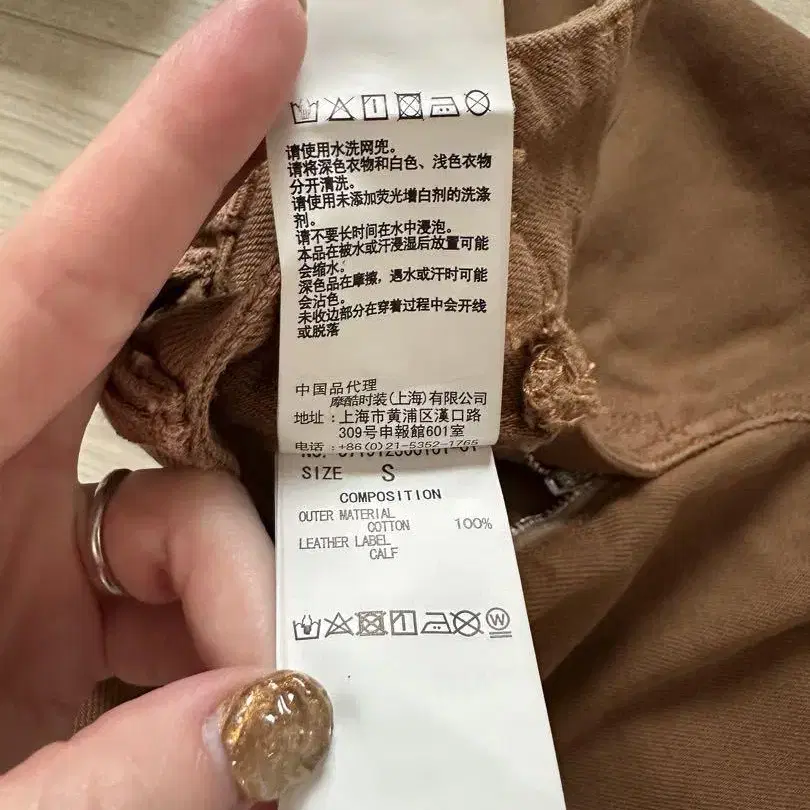 请使用水洗网兜。
请将深色衣物和白色、浅色衣物
分开清洗。
请使用未添加荧光增白剂的洗涤
剂。
请不要长时间在水中浸泡。
本品在被水或汗浸湿后放置可能
会缩水。
深色品在摩擦，遇水或汗时可能
会沾色。
未收边部分在穿着过程中会开线
或脱落
中国品代理
摩酷时装(上海)有限公司
地址：上海市黄浦区漢口路
309号申報館601室
电话：+86(0)21-5352-1765
SIZE S
COMPOSITION
OUTER MATERIAL
COTTON 100%
LEATHER LABEL
CALF
W